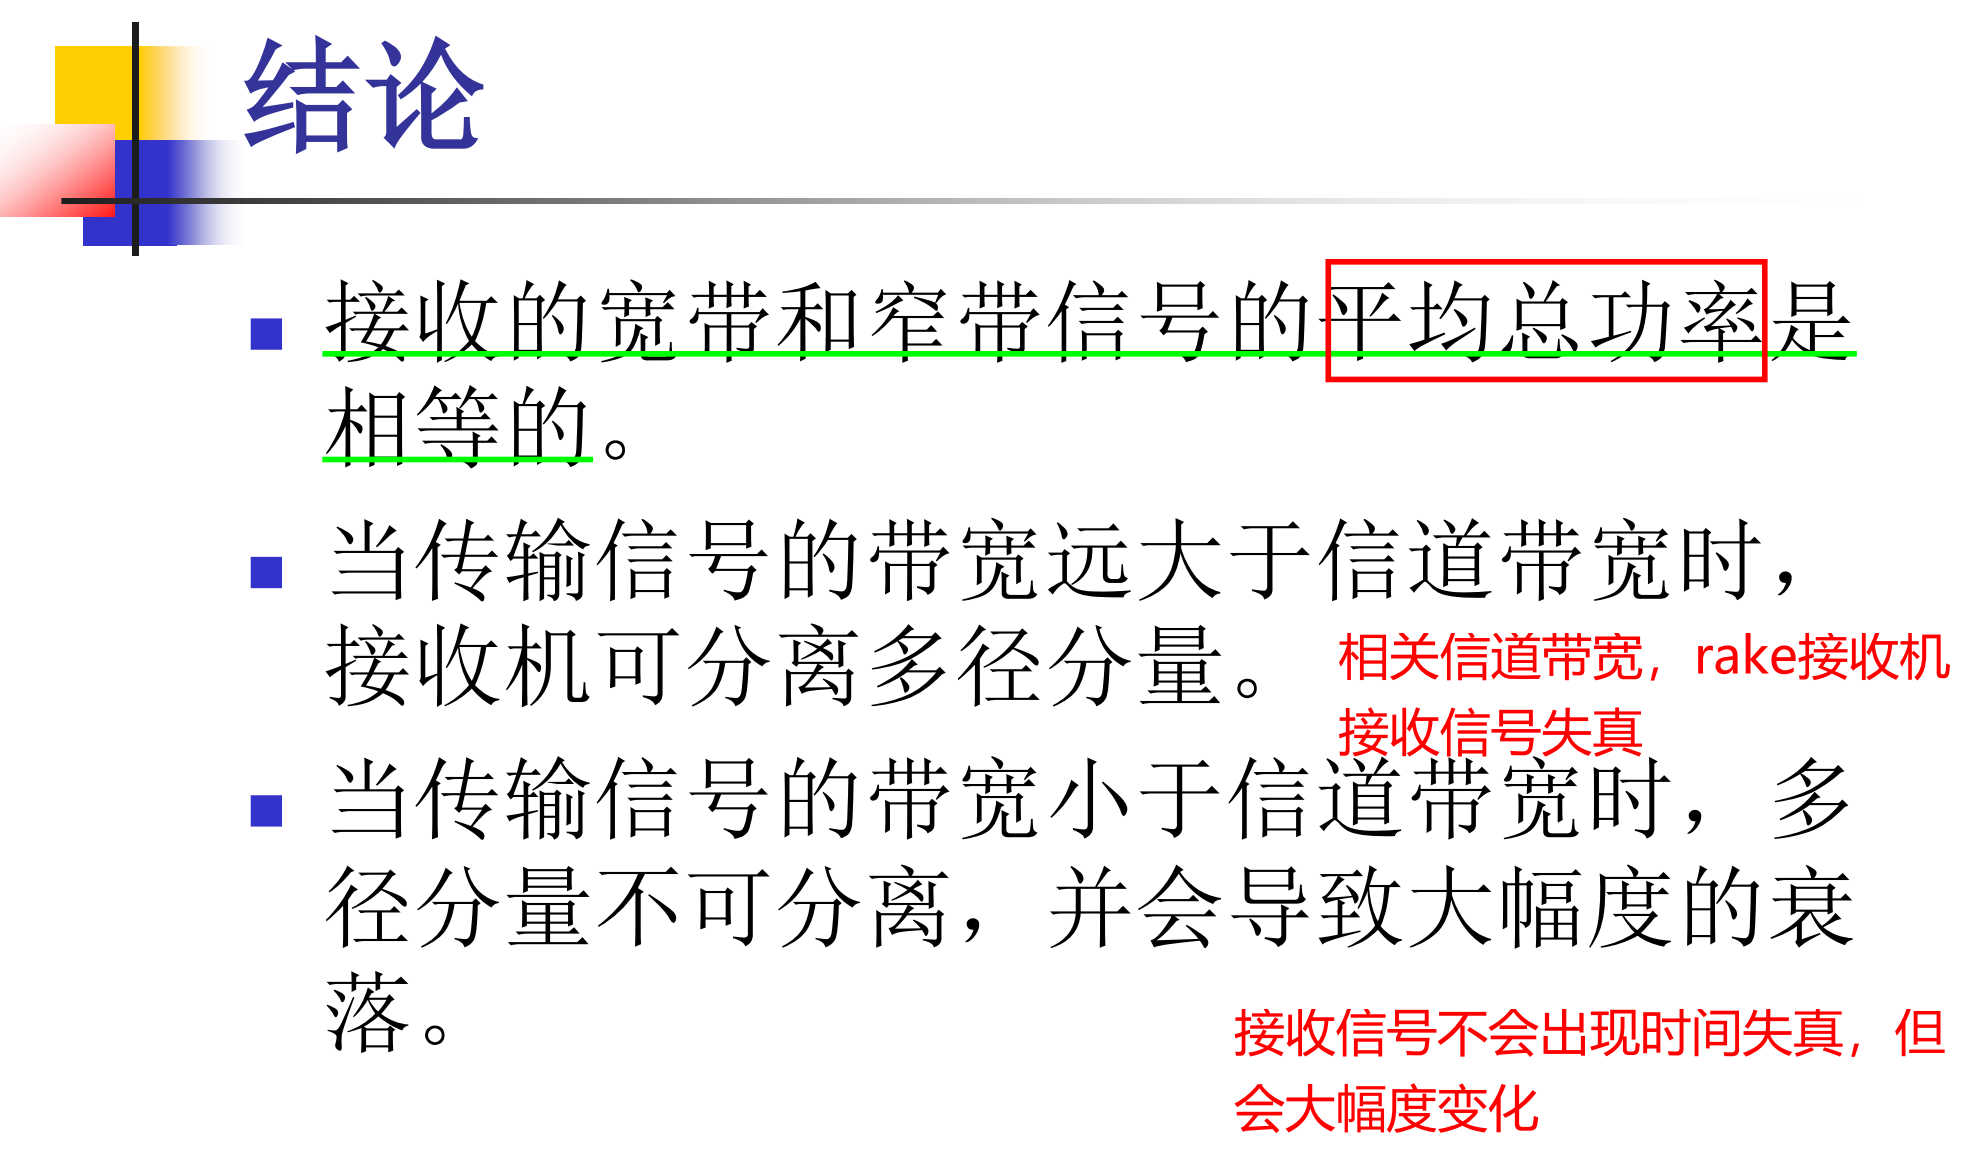 结论
接收的宽带和窄带信号的平均总功率是
相等的。
当传输信号的带宽远大于信道带宽时，
接收机可分离多径分量。
相关信道带宽，rake接收机
接收信号失真
当传输信号的带宽小于信道带宽时，多
径分量不可分离，并会导致大幅度的衰
落。
接收信号不会出现时间失真，但
会大幅度变化